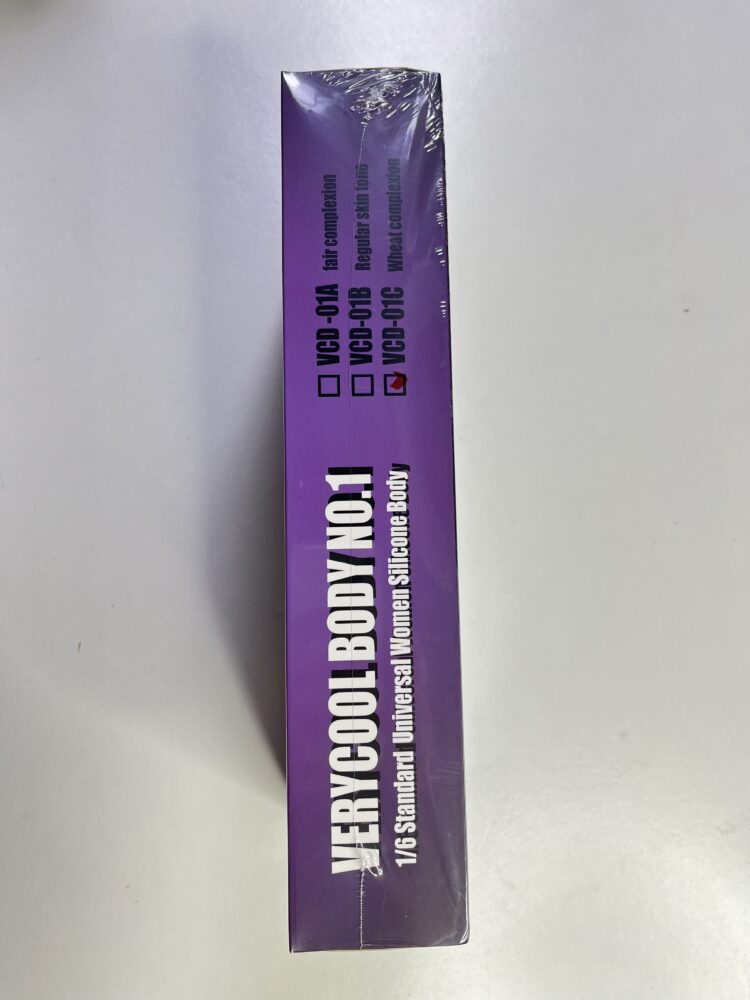 VERYCOOL BODY NO.1
1/6 Standard Universal Women Silicone Body
VCD -01A fair complexion
VCD-01B Regular skin tone
VCD-01C Wheat complexion